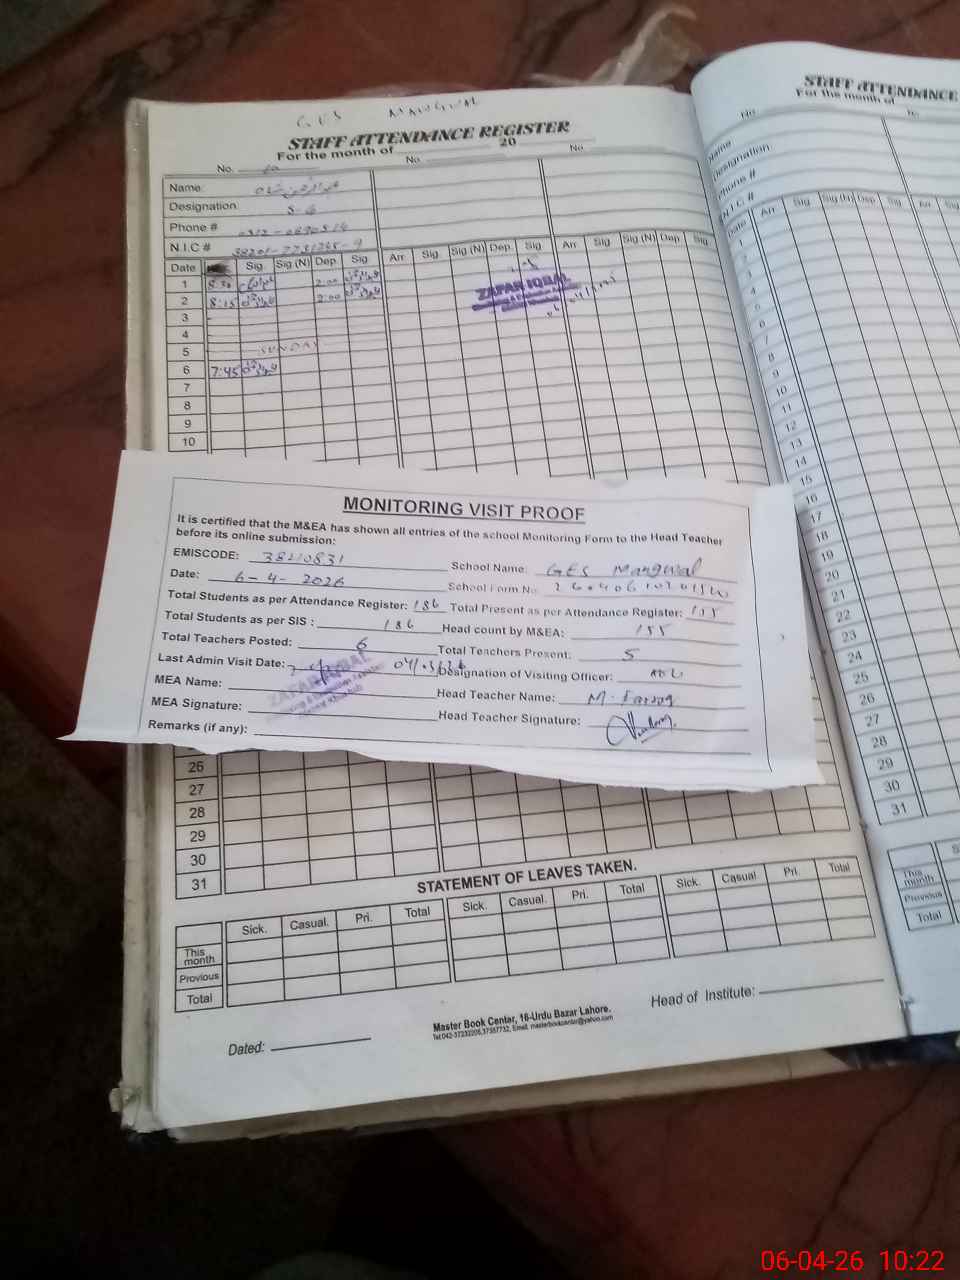 GES MANGWAL
STAFF ATTENDANCE REGISTER
For the month of 20
No. No. No.
Name:
Designation S-G
Phone #
N.I.C #
Date Sig. Sig (N) Dep. Sig Arr. Sig. Sig (N) Dep. Sig Arr. Sig. Sig (N) Dep. Sig.
1 8:30 2:00
2 8:15 2:00
ZAFAR IQBAL
3
4
5 SUNDAY
6 7:45
7
8
9
10
MONITORING VISIT PROOF
It is certified that the M&EA has shown all entries of the school Monitoring Form to the Head Teacher
before its online submission:
EMISCODE: 38210831 School Name: GES Mangwal
Date: 6-4-2026 School Form No.
Total Students as per Attendance Register: 186 Total Present as per Attendance Register: 155
Total Students as per SIS : 186 Head count by M&EA: 155
Total Teachers Posted: 6 Total Teachers Present: 5
Last Admin Visit Date: Designation of Visiting Officer:
ZAFAR IQBAL
MEA Name: Head Teacher Name: M. Farooq
MEA Signature: Head Teacher Signature:
Remarks (if any):
26
27
28
29
30
31
STATEMENT OF LEAVES TAKEN.
Sick. Casual. Pri. Total Sick. Casual. Pri. Total Sick. Casual Pri. Total
This month
Previous
Total
Dated: Head of Institute:
Master Book Centar, 16-Urdu Bazar Lahore.
STAFF ATTENDANCE
For the month of
No.
Name
Designation
Phone #
N.I.C #
Date Arr. Sig. Sig (N) Dep. Sig. Arr. Sig.
1
2
3
4
5
6
7
8
9
10
11
12
13
14
15
16
17
18
19
20
21
22
23
24
25
26
27
28
29
30
31
This month
Previous
Total
06-04-26 10:22